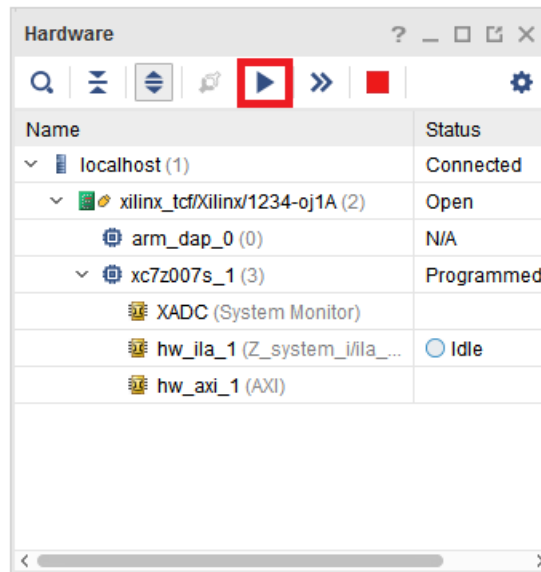 Hardware ?
Name Status
localhost (1) Connected
xilinx_tcf/Xilinx/1234-oj1A (2) Open
arm_dap_0 (0) N/A
xc7z007s_1 (3) Programmed
XADC (System Monitor)
hw_ila_1 (Z_system_i/ila_... Idle
hw_axi_1 (AXI)